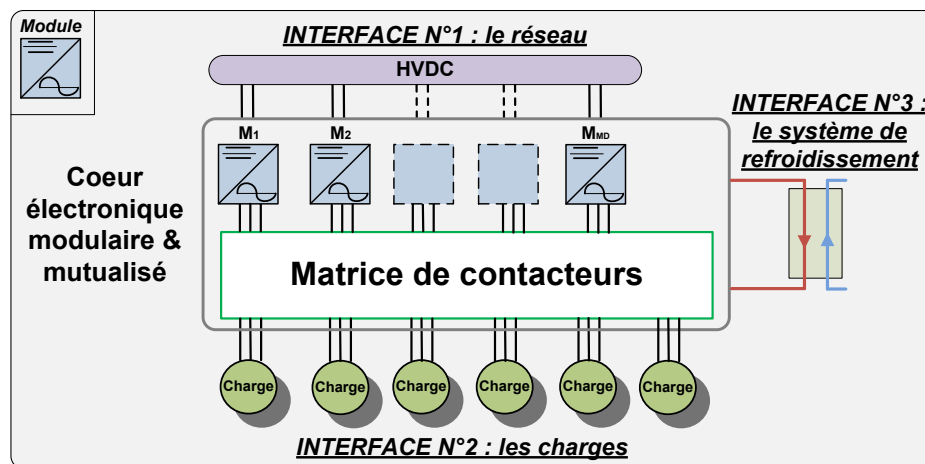 Module
INTERFACE N°1 : le réseau
HVDC
INTERFACE N°3 :
le système de
refroidissement
M1
M2
MMD
Coeur
électronique
modulaire &
mutualisé
Matrice de contacteurs
Charge
Charge
Charge
Charge
Charge
Charge
INTERFACE N°2 : les charges